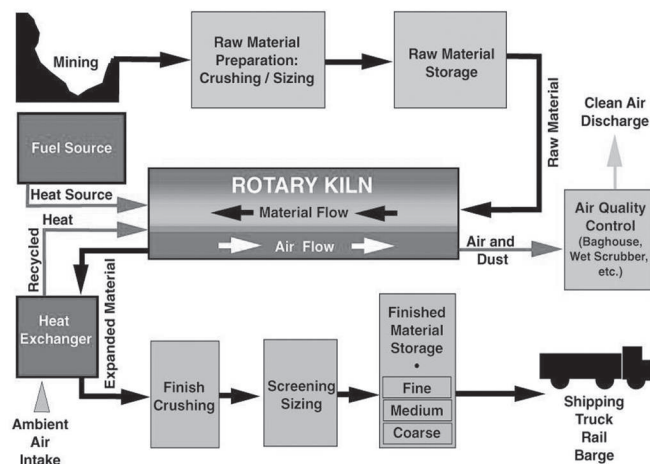 Mining
Raw Material
Preparation:
Crushing / Sizing
Raw Material
Storage
Raw Material
Clean Air
Discharge
Fuel Source
Heat Source
Recycled
Heat
ROTARY KILN
Material Flow
Air Flow
Air and
Dust
Air Quality
Control
(Baghouse,
Wet Scrubber,
etc.)
Heat
Exchanger
Expanded Material
Ambient
Air
Intake
Finish
Crushing
Screening
Sizing
Finished
Material
Storage
•
Fine
Medium
Coarse
Shipping
Truck
Rail
Barge